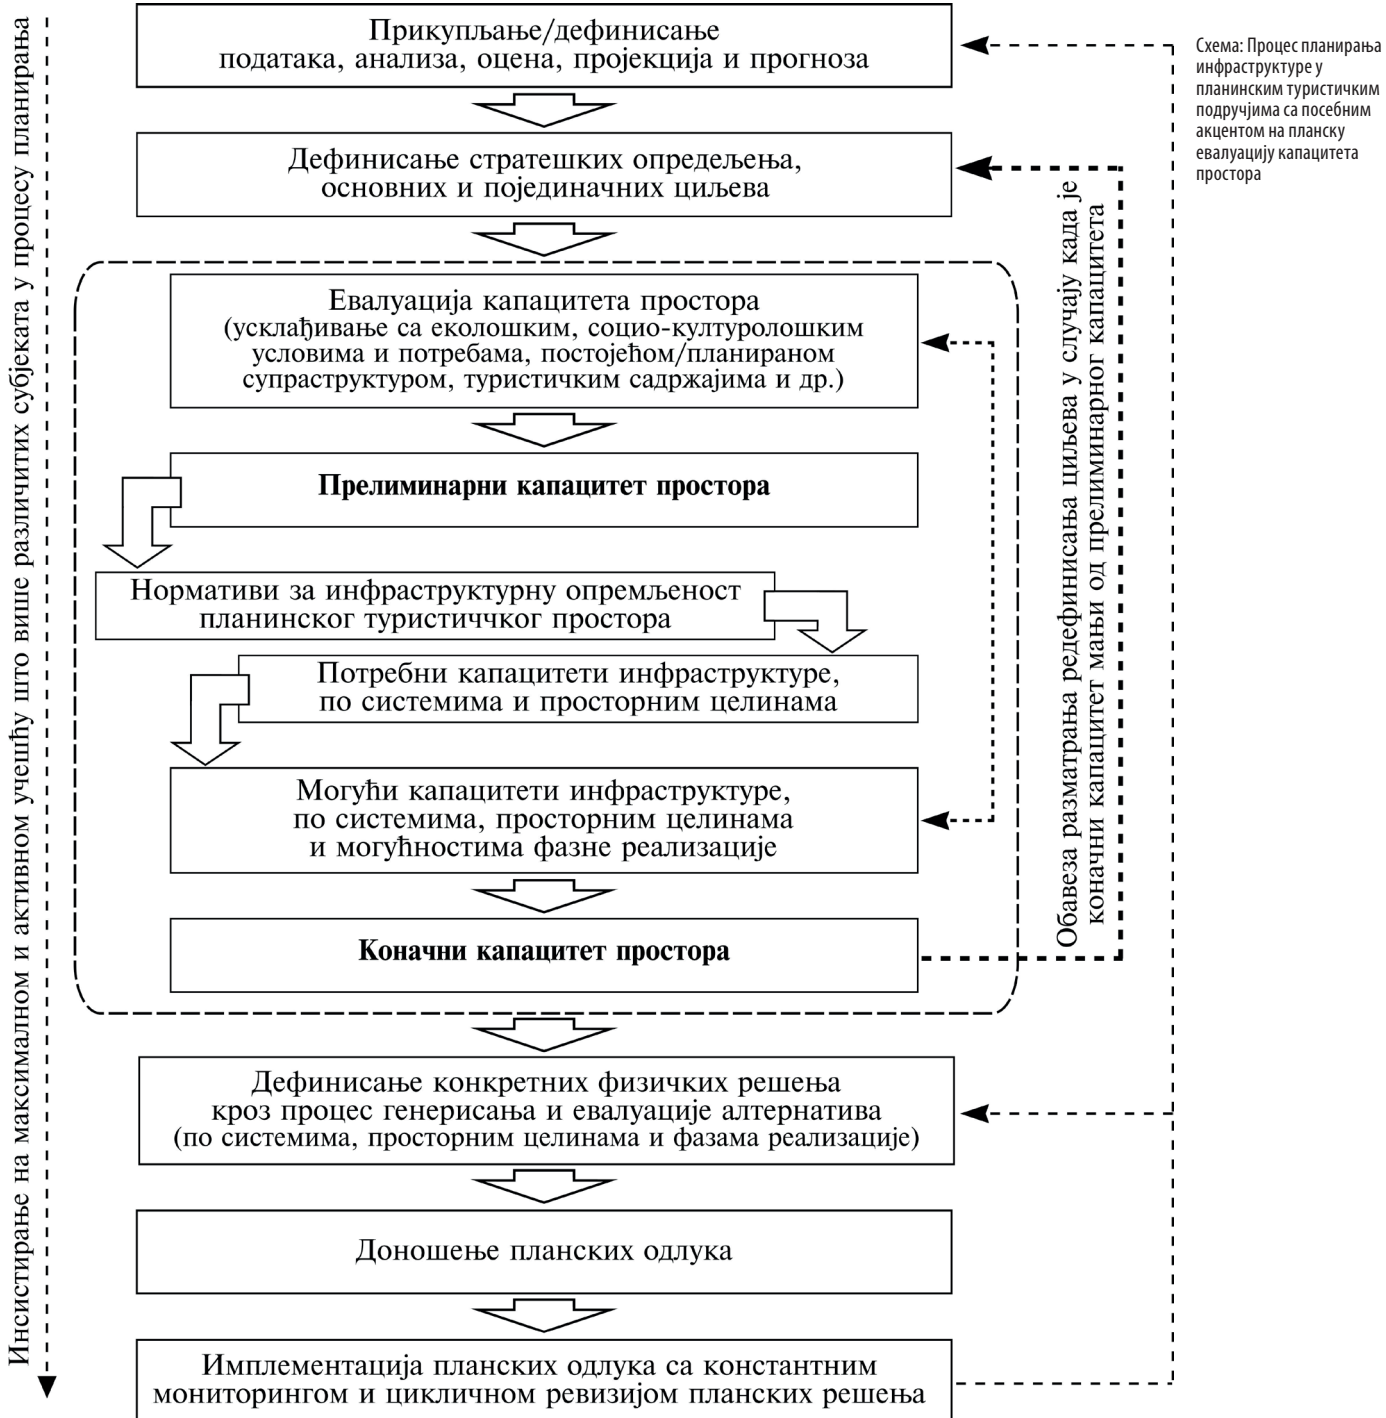 Прикупљање/дефинисање
података, анализа, оцена, пројекција и прогноза
Схема: Процес планирања
инфраструктуре у
планинским туристичким
подручјима са посебним
акцентом на планску
евалуацију капацитета
простора
Дефинисање стратешких опредељења,
основних и појединачних циљева
Евалуација капацитета простора
(усклађивање са еколошким, социо-културолошким
условима и потребама, постојећом/планираном
супраструктуром, туристичким садржајима и др.)
Прелиминарни капацитет простора
Нормативи за инфраструктурну опремљеност
планинског туристиччког простора
Потребни капацитети инфраструктуре,
по системима и просторним целинама
Могући капацитети инфраструктуре,
по системима, просторним целинама
и могућностима фазне реализације
Коначни капацитет простора
Дефинисање конкретних физичких решења
кроз процес генерисања и евалуације алтернатива
(по системима, просторним целинама и фазама реализације)
Доношење планских одлука
Имплементација планских одлука са константним
мониторингом и цикличном ревизијом планских решења
Инсистирање на максималном и активном учешћу што више различитих субјеката у процесу планирања
Обавеза разматрања редефинисања циљева у случају када је
коначни капацитет мањи од прелиминарног капацитета